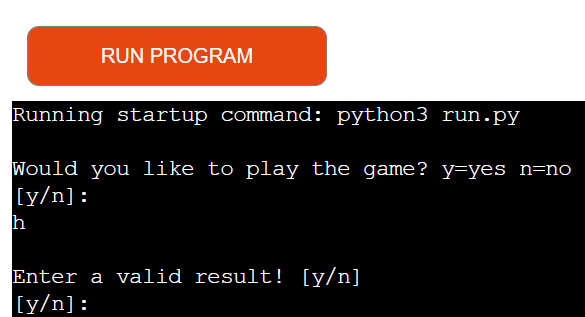 RUN PROGRAM
Running startup command: python3 run.py
Would you like to play the game? y=yes n=no
[y/n]:
h
Enter a valid result! [y/n]
[y/n]: